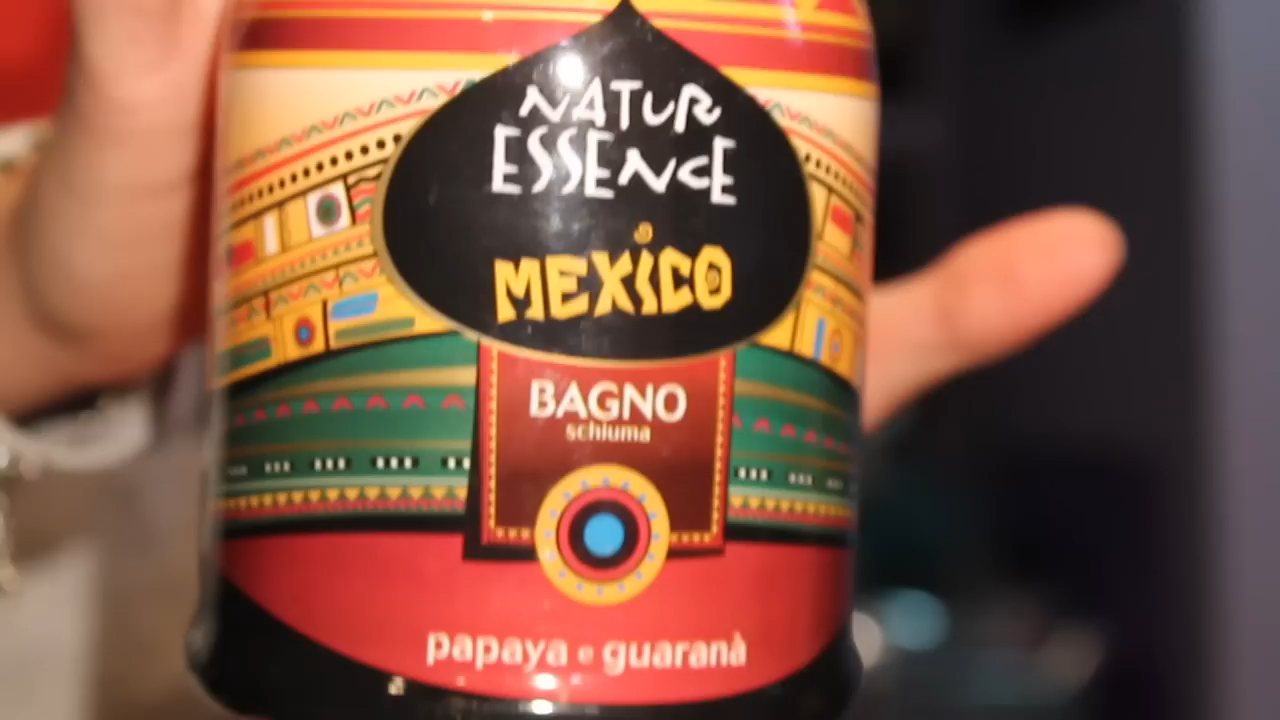 NATUR
ESSENCE
MEXICO
BAGNO
schiuma
papaya e guaranà